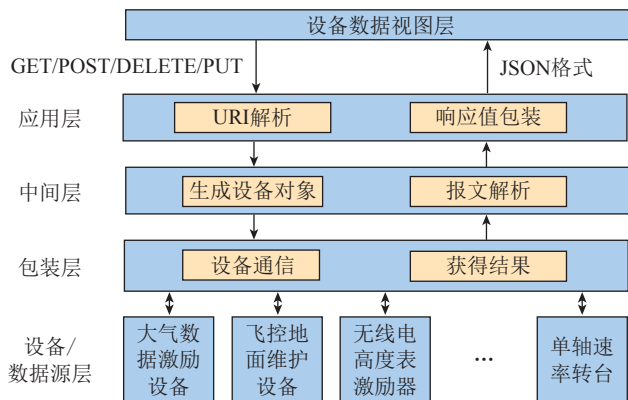 设备数据视图层
GET/POST/DELETE/PUT
JSON格式
应用层
URI解析
响应值包装
中间层
生成设备对象
报文解析
包装层
设备通信
获得结果
设备/
数据源层
大气数
据激励
设备
飞控地
面维护
设备
无线电
高度表
激励器
...
单轴速
率转台